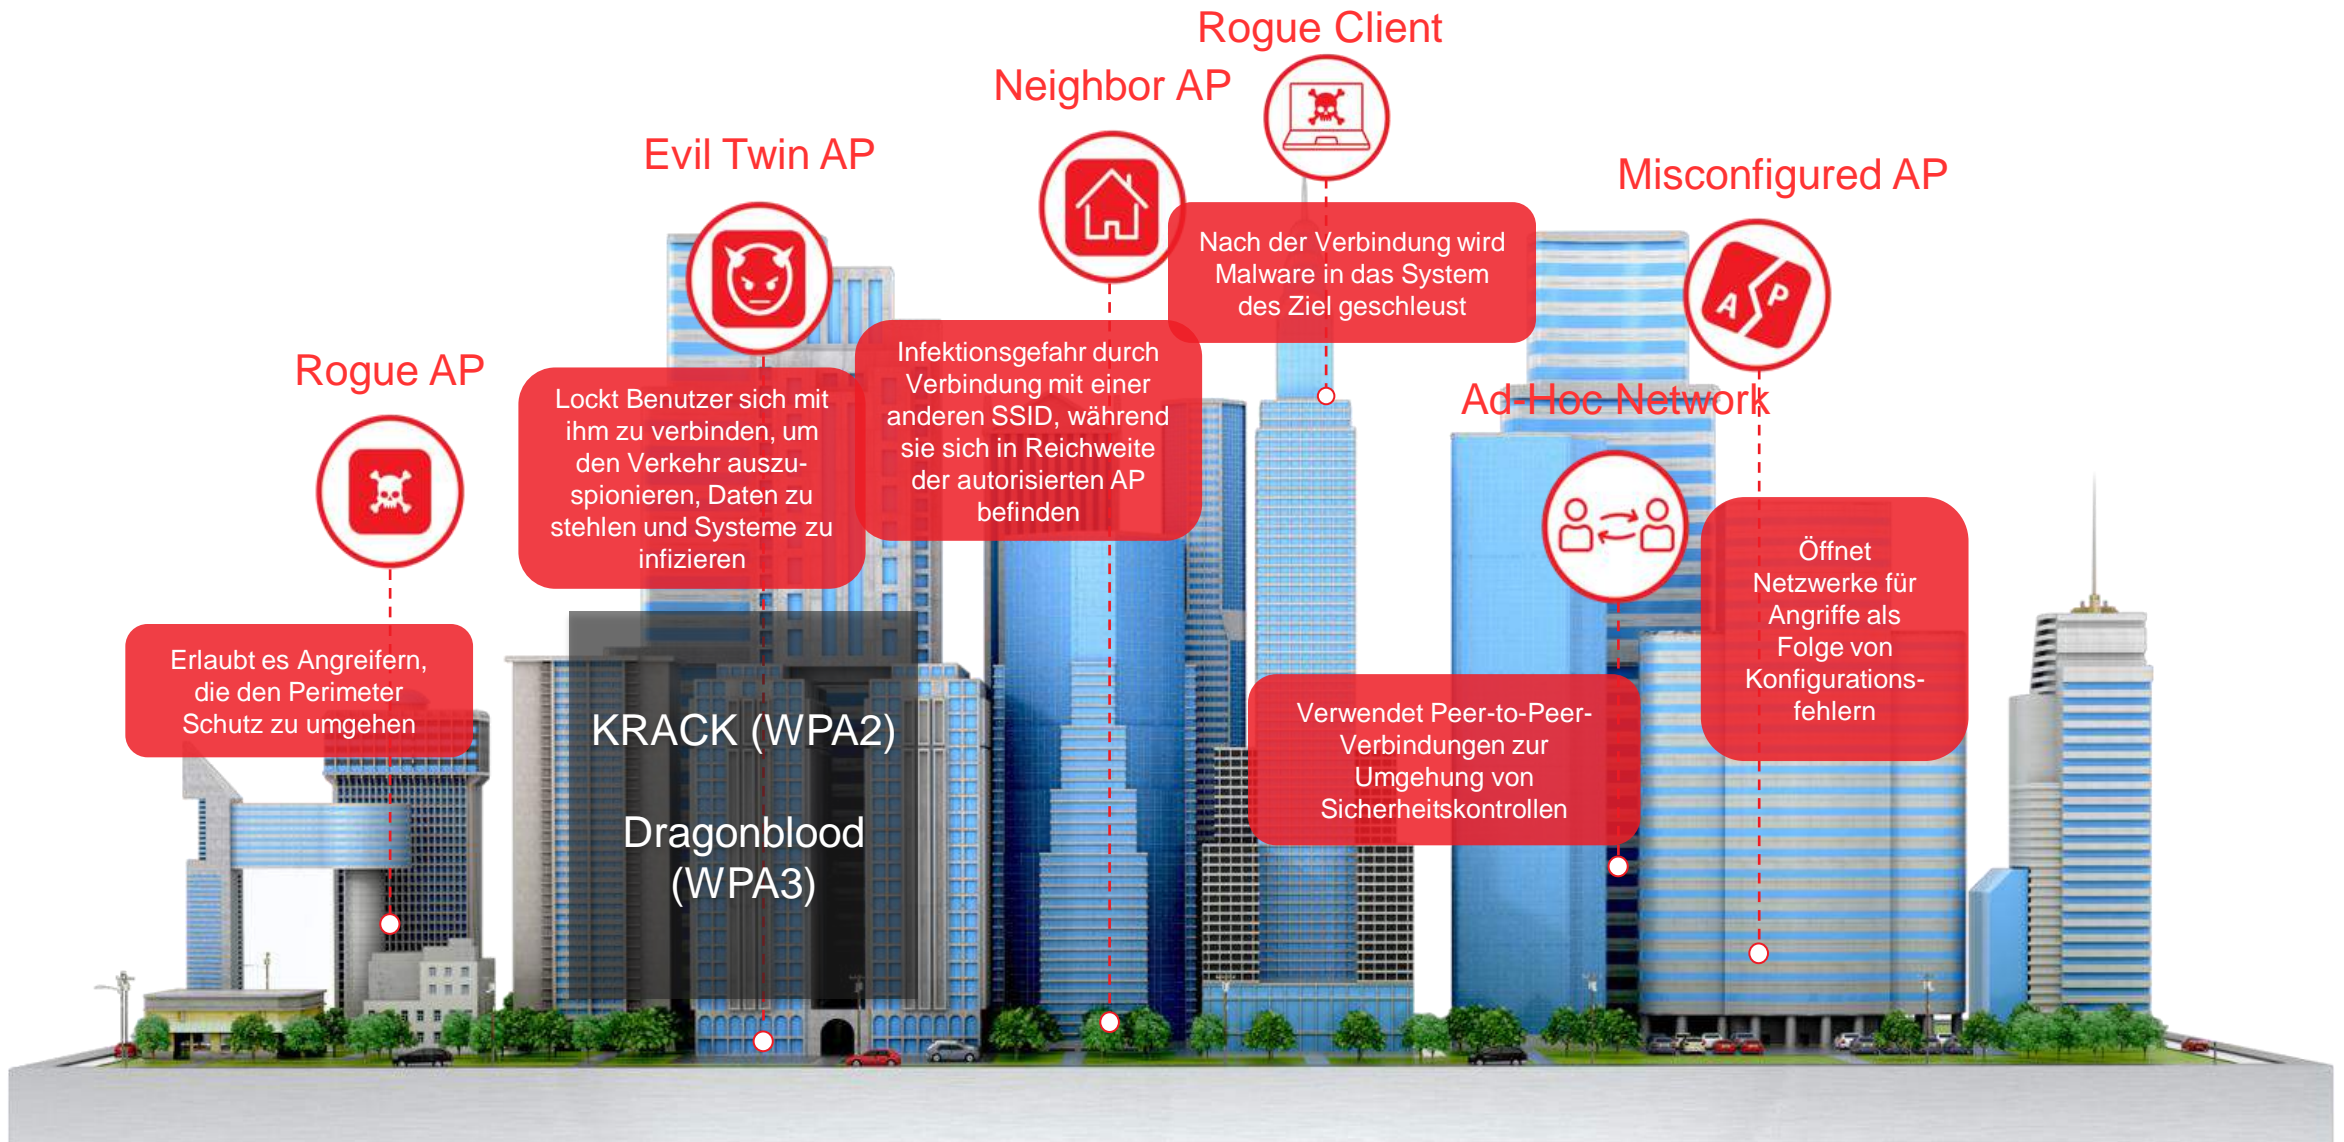 Rogue Client
Neighbor AP
Evil Twin AP
Misconfigured AP
Nach der Verbindung wird
Malware in das System
des Ziel geschleust
A P
Rogue AP
Infektionsgefahr durch
Verbindung mit einer
anderen SSID, während
sie sich in Reichweite
der autorisierten AP
befinden
Lockt Benutzer sich mit
ihm zu verbinden, um
den Verkehr auszu-
spionieren, Daten zu
stehlen und Systeme zu
infizieren
Ad-Hoc Network
Öffnet
Netzwerke für
Angriffe als
Folge von
Konfigurations-
fehlern
Erlaubt es Angreifern,
die den Perimeter
Schutz zu umgehen
KRACK (WPA2)
Dragonblood
(WPA3)
Verwendet Peer-to-Peer-
Verbindungen zur
Umgehung von
Sicherheitskontrollen